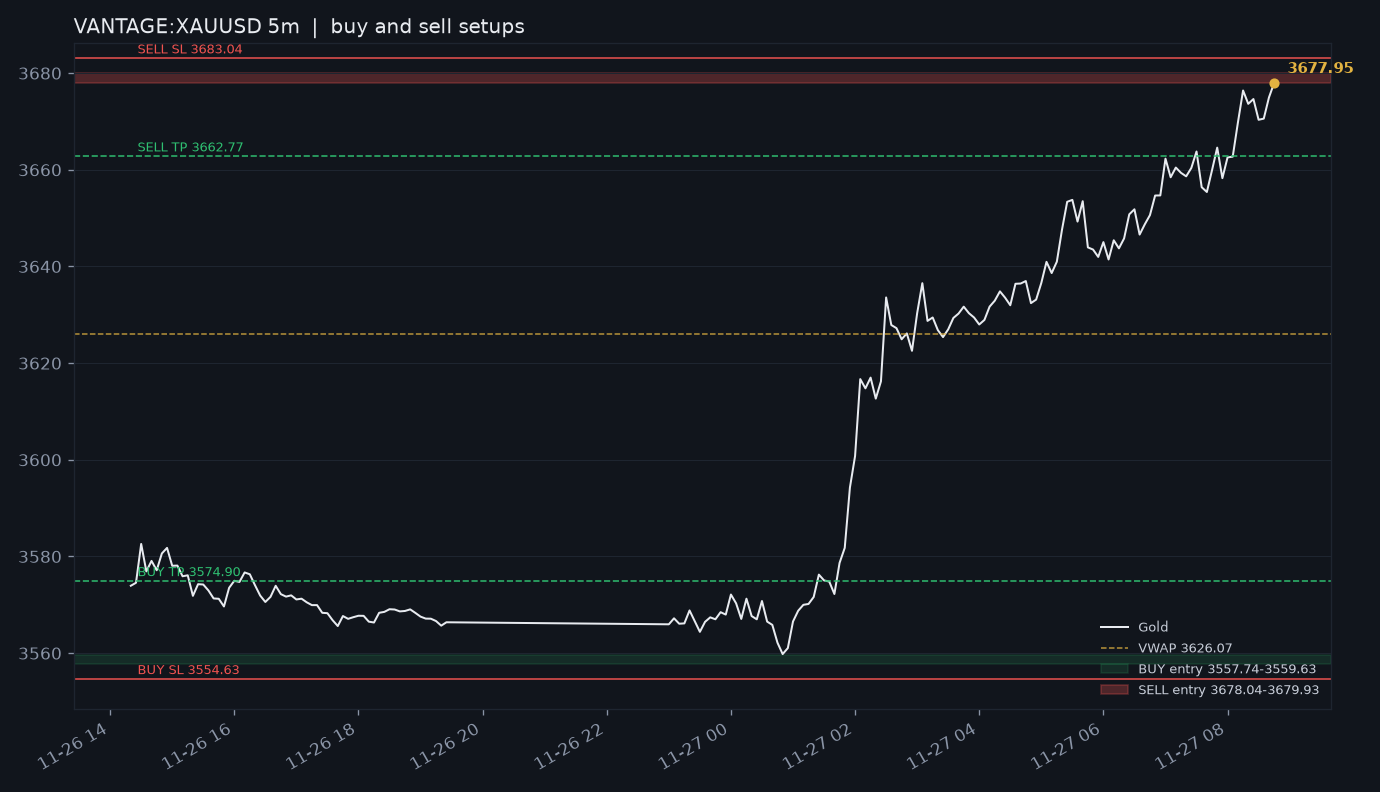 VANTAGE:XAUUSD 5m | buy and sell setups
SELL SL 3683.04
3677.95
3680
SELL TP 3662.77
3660
3640
3620
3600
3580
BUY TP 3574.90
3560
BUY SL 3554.63
Gold
VWAP 3626.07
BUY entry 3557.74-3559.63
SELL entry 3678.04-3679.93
11-26 14
11-26 16
11-26 18
11-26 20
11-26 22
11-27 00
11-27 02
11-27 04
11-27 06
11-27 08